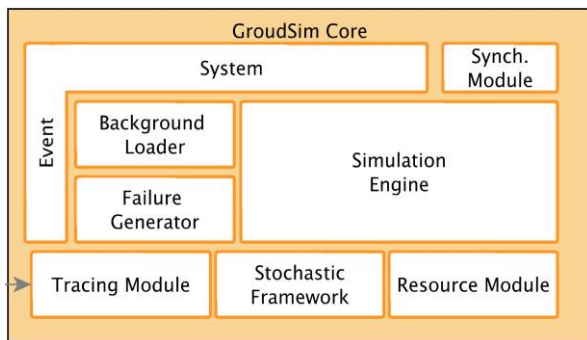 GroudSim Core
System
Synch.
Module
Event
Background
Loader
Simulation
Engine
Failure
Generator
Tracing Module
Stochastic
Framework
Resource Module